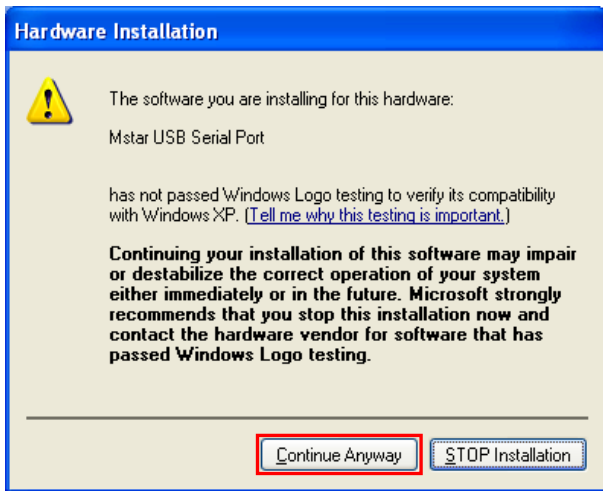 Hardware Installation
The software you are installing for this hardware:
Mstar USB Serial Port
has not passed Windows Logo testing to verify its compatibility
with Windows XP. (Tell me why this testing is important.)
Continuing your installation of this software may impair
or destabilize the correct operation of your system
either immediately or in the future. Microsoft strongly
recommends that you stop this installation now and
contact the hardware vendor for software that has
passed Windows Logo testing.
Continue Anyway
STOP Installation